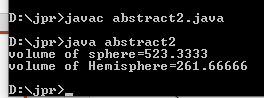 D:\jpr>javac abstract2.java
D:\jpr>java abstract2
volume of sphere=523.3333
volume of Hemisphere=261.66666
D:\jpr>_